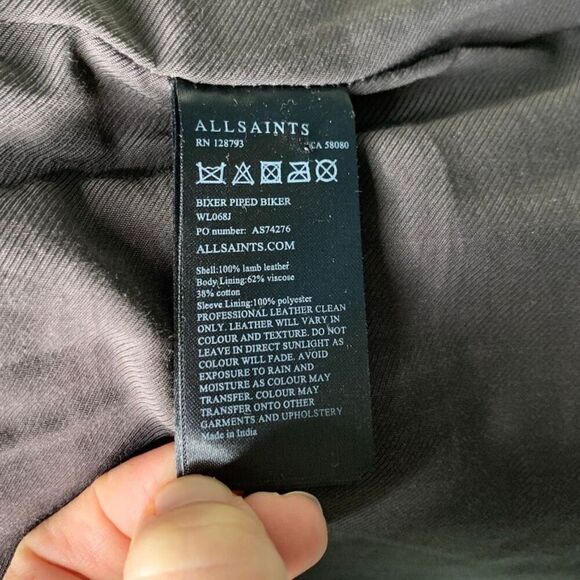 ALLSAINTS
RN 128793 CA 58080
BIXER PIPED BIKER
WL068J
PO number: AS74276
ALLSAINTS.COM
Shell:100% lamb leather
Body Lining:62% viscose
38% cotton
Sleeve Lining:100% polyester
PROFESSIONAL LEATHER CLEAN
ONLY. LEATHER WILL VARY IN
COLOUR AND TEXTURE. DO NOT
LEAVE IN DIRECT SUNLIGHT AS
COLOUR WILL FADE. AVOID
EXPOSURE TO RAIN AND
MOISTURE AS COLOUR MAY
TRANSFER. COLOUR MAY
TRANSFER ONTO OTHER
GARMENTS AND UPHOLSTERY
Made in India